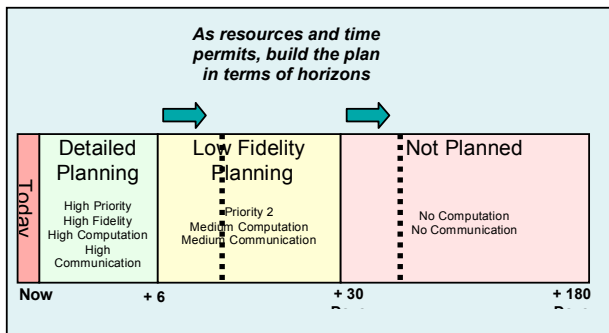 As resources and time
permits, build the plan
in terms of horizons
Today
Detailed
Planning
High Priority
High Fidelity
High Computation
High
Communication
Low Fidelity
Planning
Priority 2
Medium Computation
Medium Communication
Not Planned
No Computation
No Communication
Now
+ 6
+ 30
+ 180